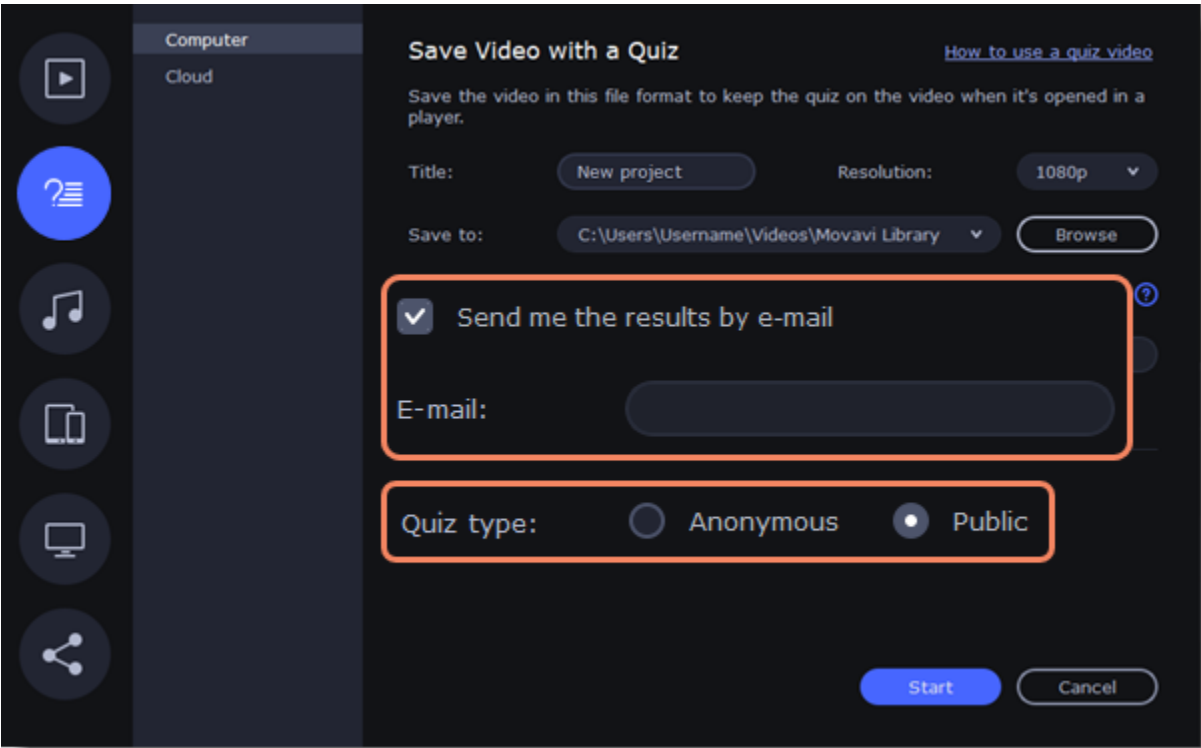 Computer
Cloud
Save Video with a Quiz
How to use a quiz video
Save the video in this file format to keep the quiz on the video when it's opened in a
player.
Title:
New project
Resolution:
1080p
Save to:
C:\Users\Username\Videos\Movavi Library
Browse
Send me the results by e-mail
?
E-mail:
Quiz type:
Anonymous
Public
Start
Cancel